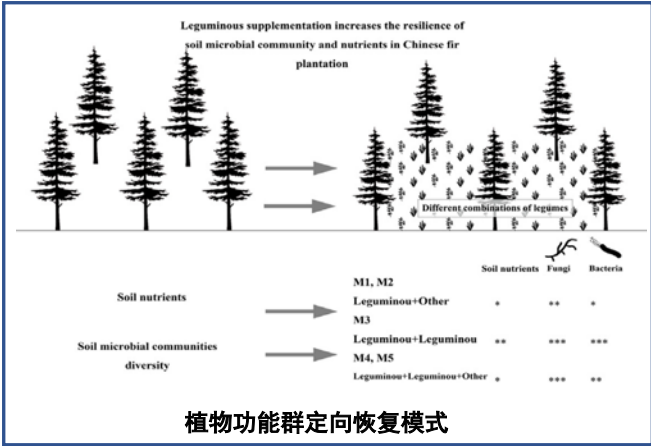 Leguminous supplementation increases the resilience of
soil microbial community and nutrients in Chinese fir
plantation
Different combinations of legumes
Soil nutrients Fungi Bacteria
M1, M2
Soil nutrients
Leguminou+Other * ** *
M3
Soil microbial communities
diversity
Leguminou+Leguminou ** *** ***
M4, M5
Leguminou+Leguminou+Other * *** **
植物功能群定向恢复模式